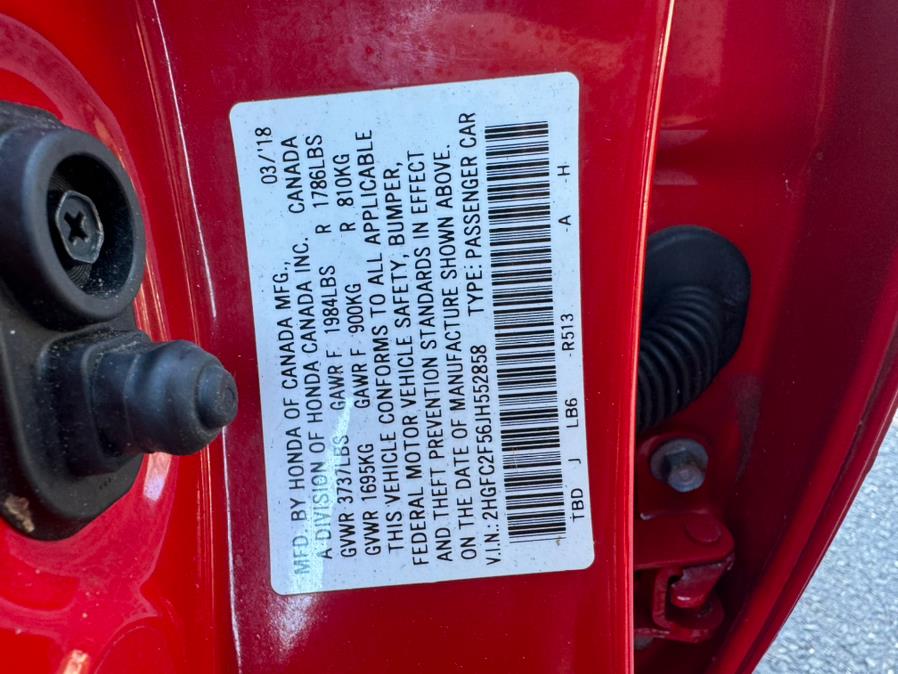 03/'18
MFD. BY HONDA OF CANADA MFG.,
A DIVISION OF HONDA CANADA INC. CANADA
GVWR 3737LBS GAWR F 1984LBS R 1786LBS
GVWR 1695KG GAWR F 900KG R 810KG
THIS VEHICLE CONFORMS TO ALL APPLICABLE
FEDERAL MOTOR VEHICLE SAFETY, BUMPER,
AND THEFT PREVENTION STANDARDS IN EFFECT
ON THE DATE OF MANUFACTURE SHOWN ABOVE.
V.I.N.: 2HGFC2F56JH552858 TYPE: PASSENGER CAR
TBD J LB6 -R513 -A -H